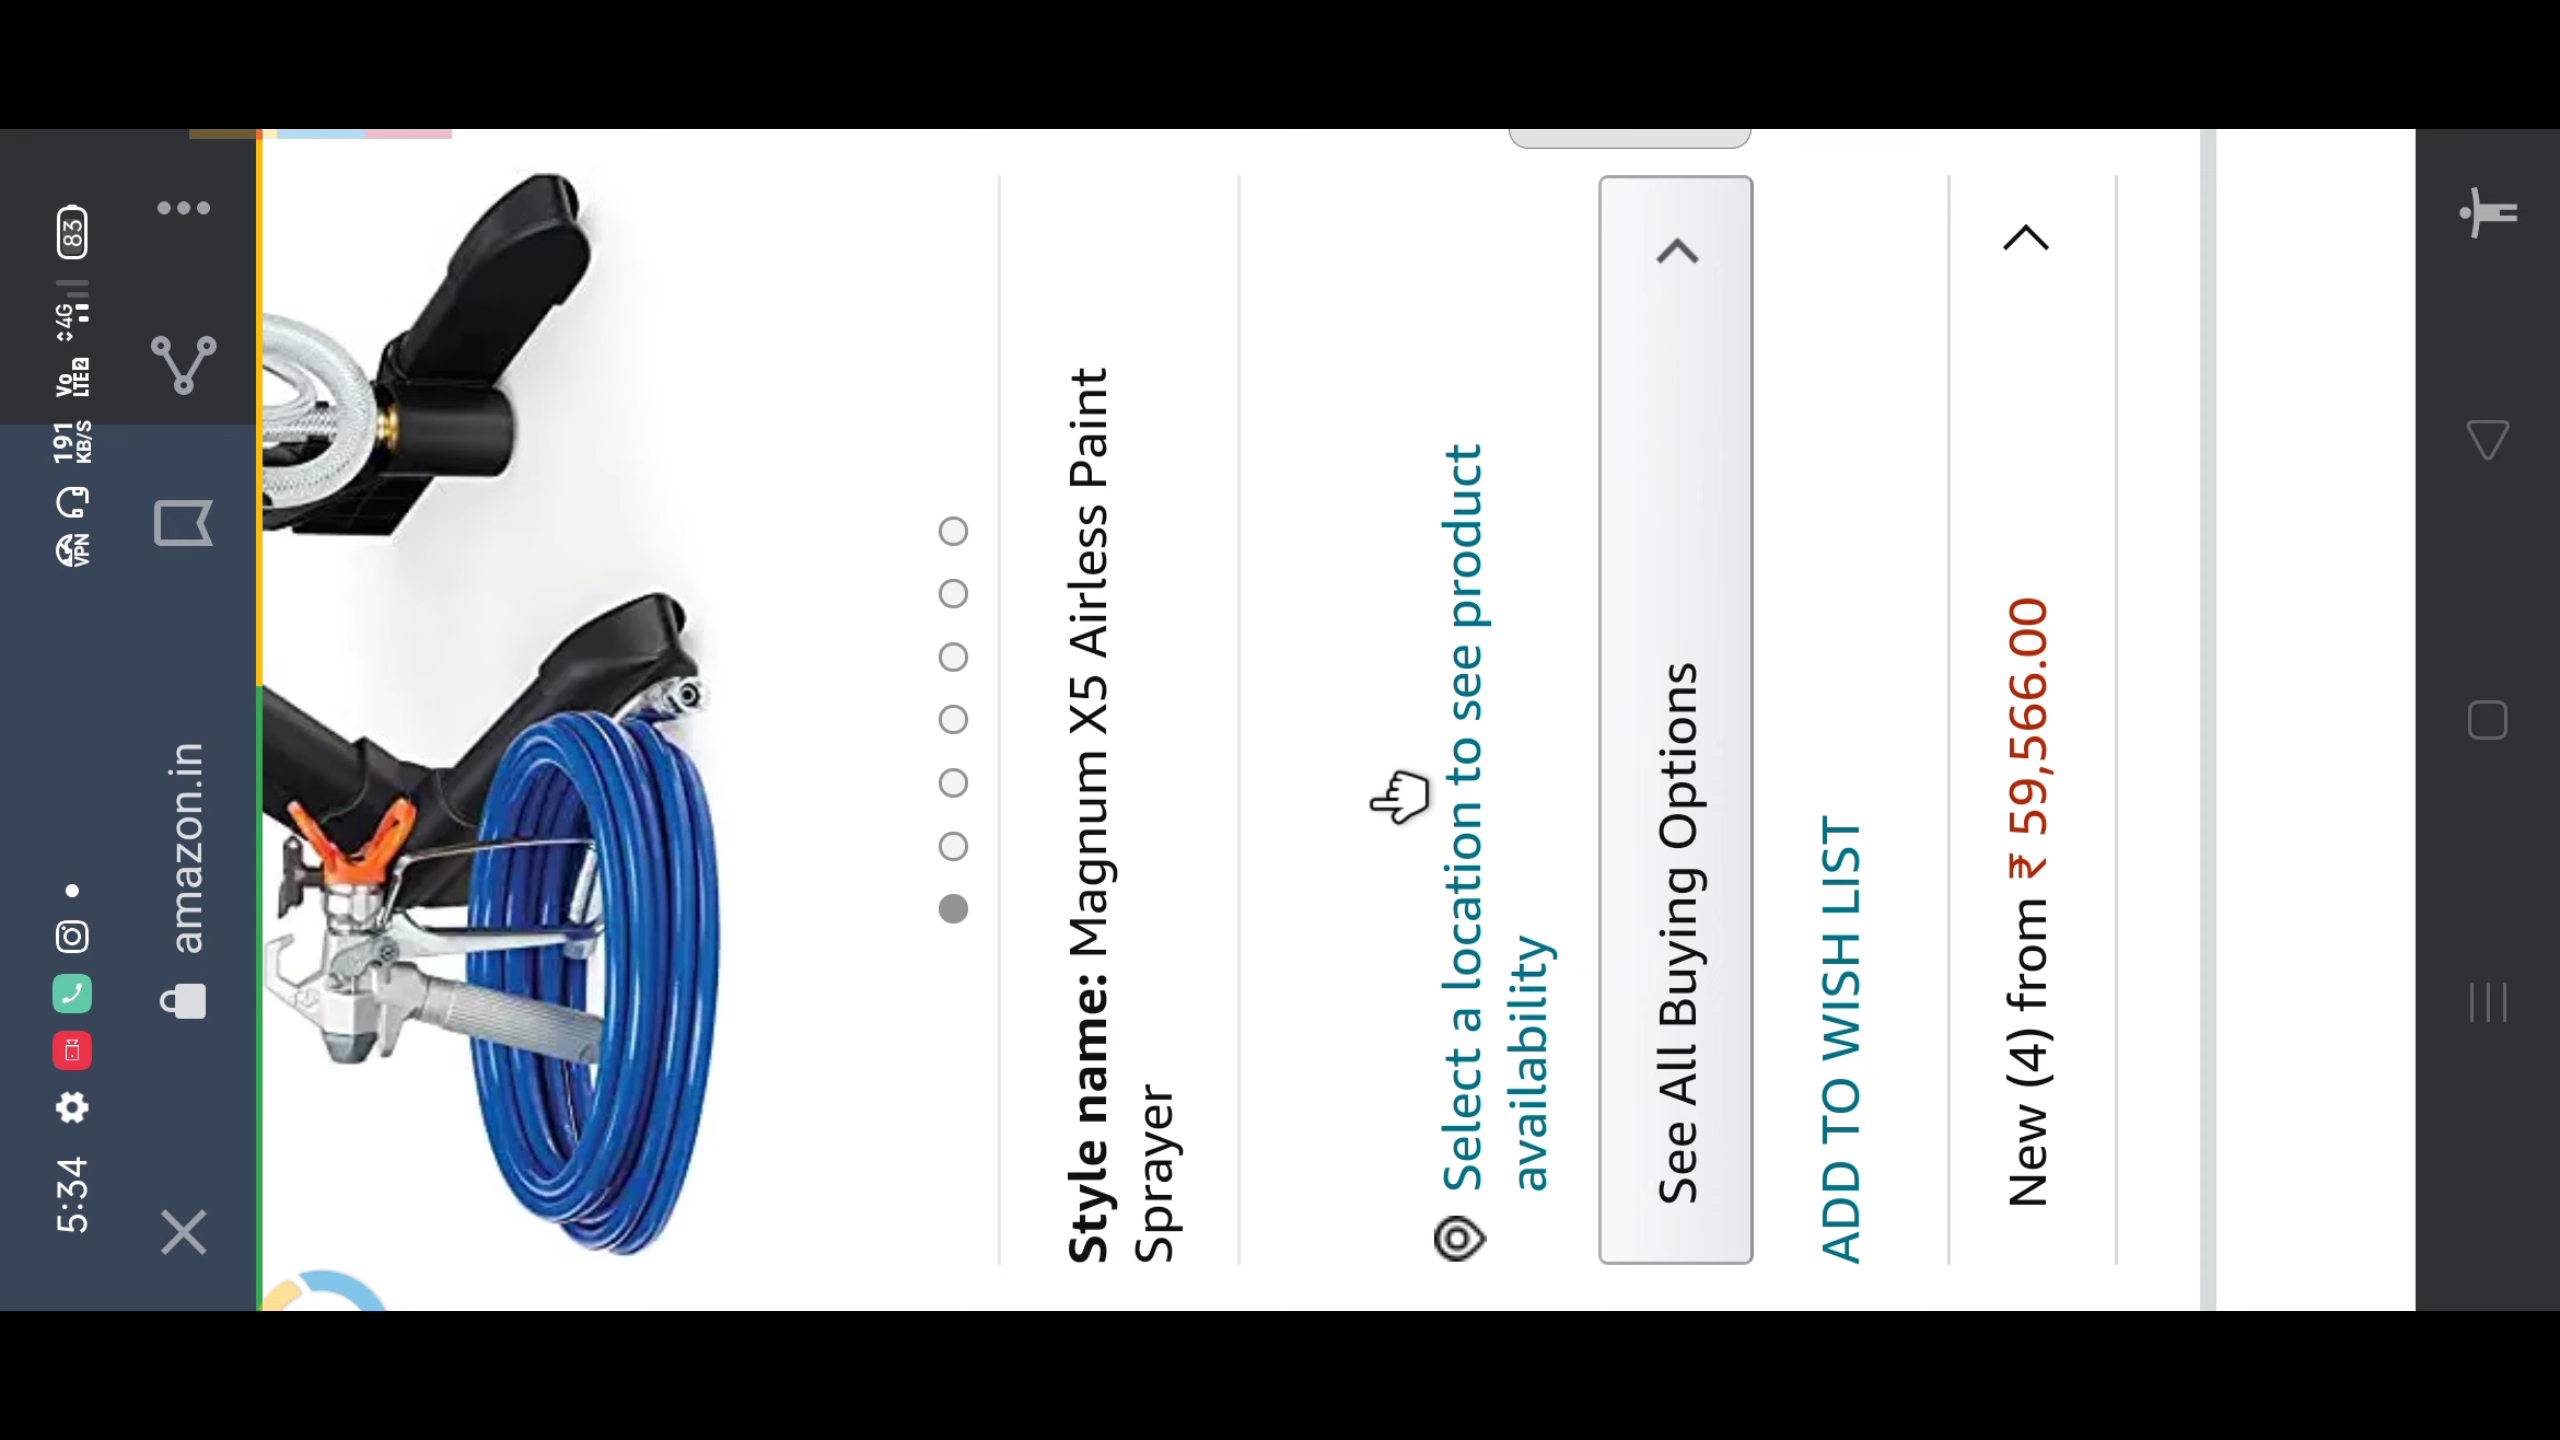 5:34
191 KB/S
Vo LTE2
4G
83
VPN
amazon.in
Style name: Magnum X5 Airless Paint
Sprayer
Select a location to see product
availability
See All Buying Options
ADD TO WISH LIST
New (4) from ₹ 59,566.00